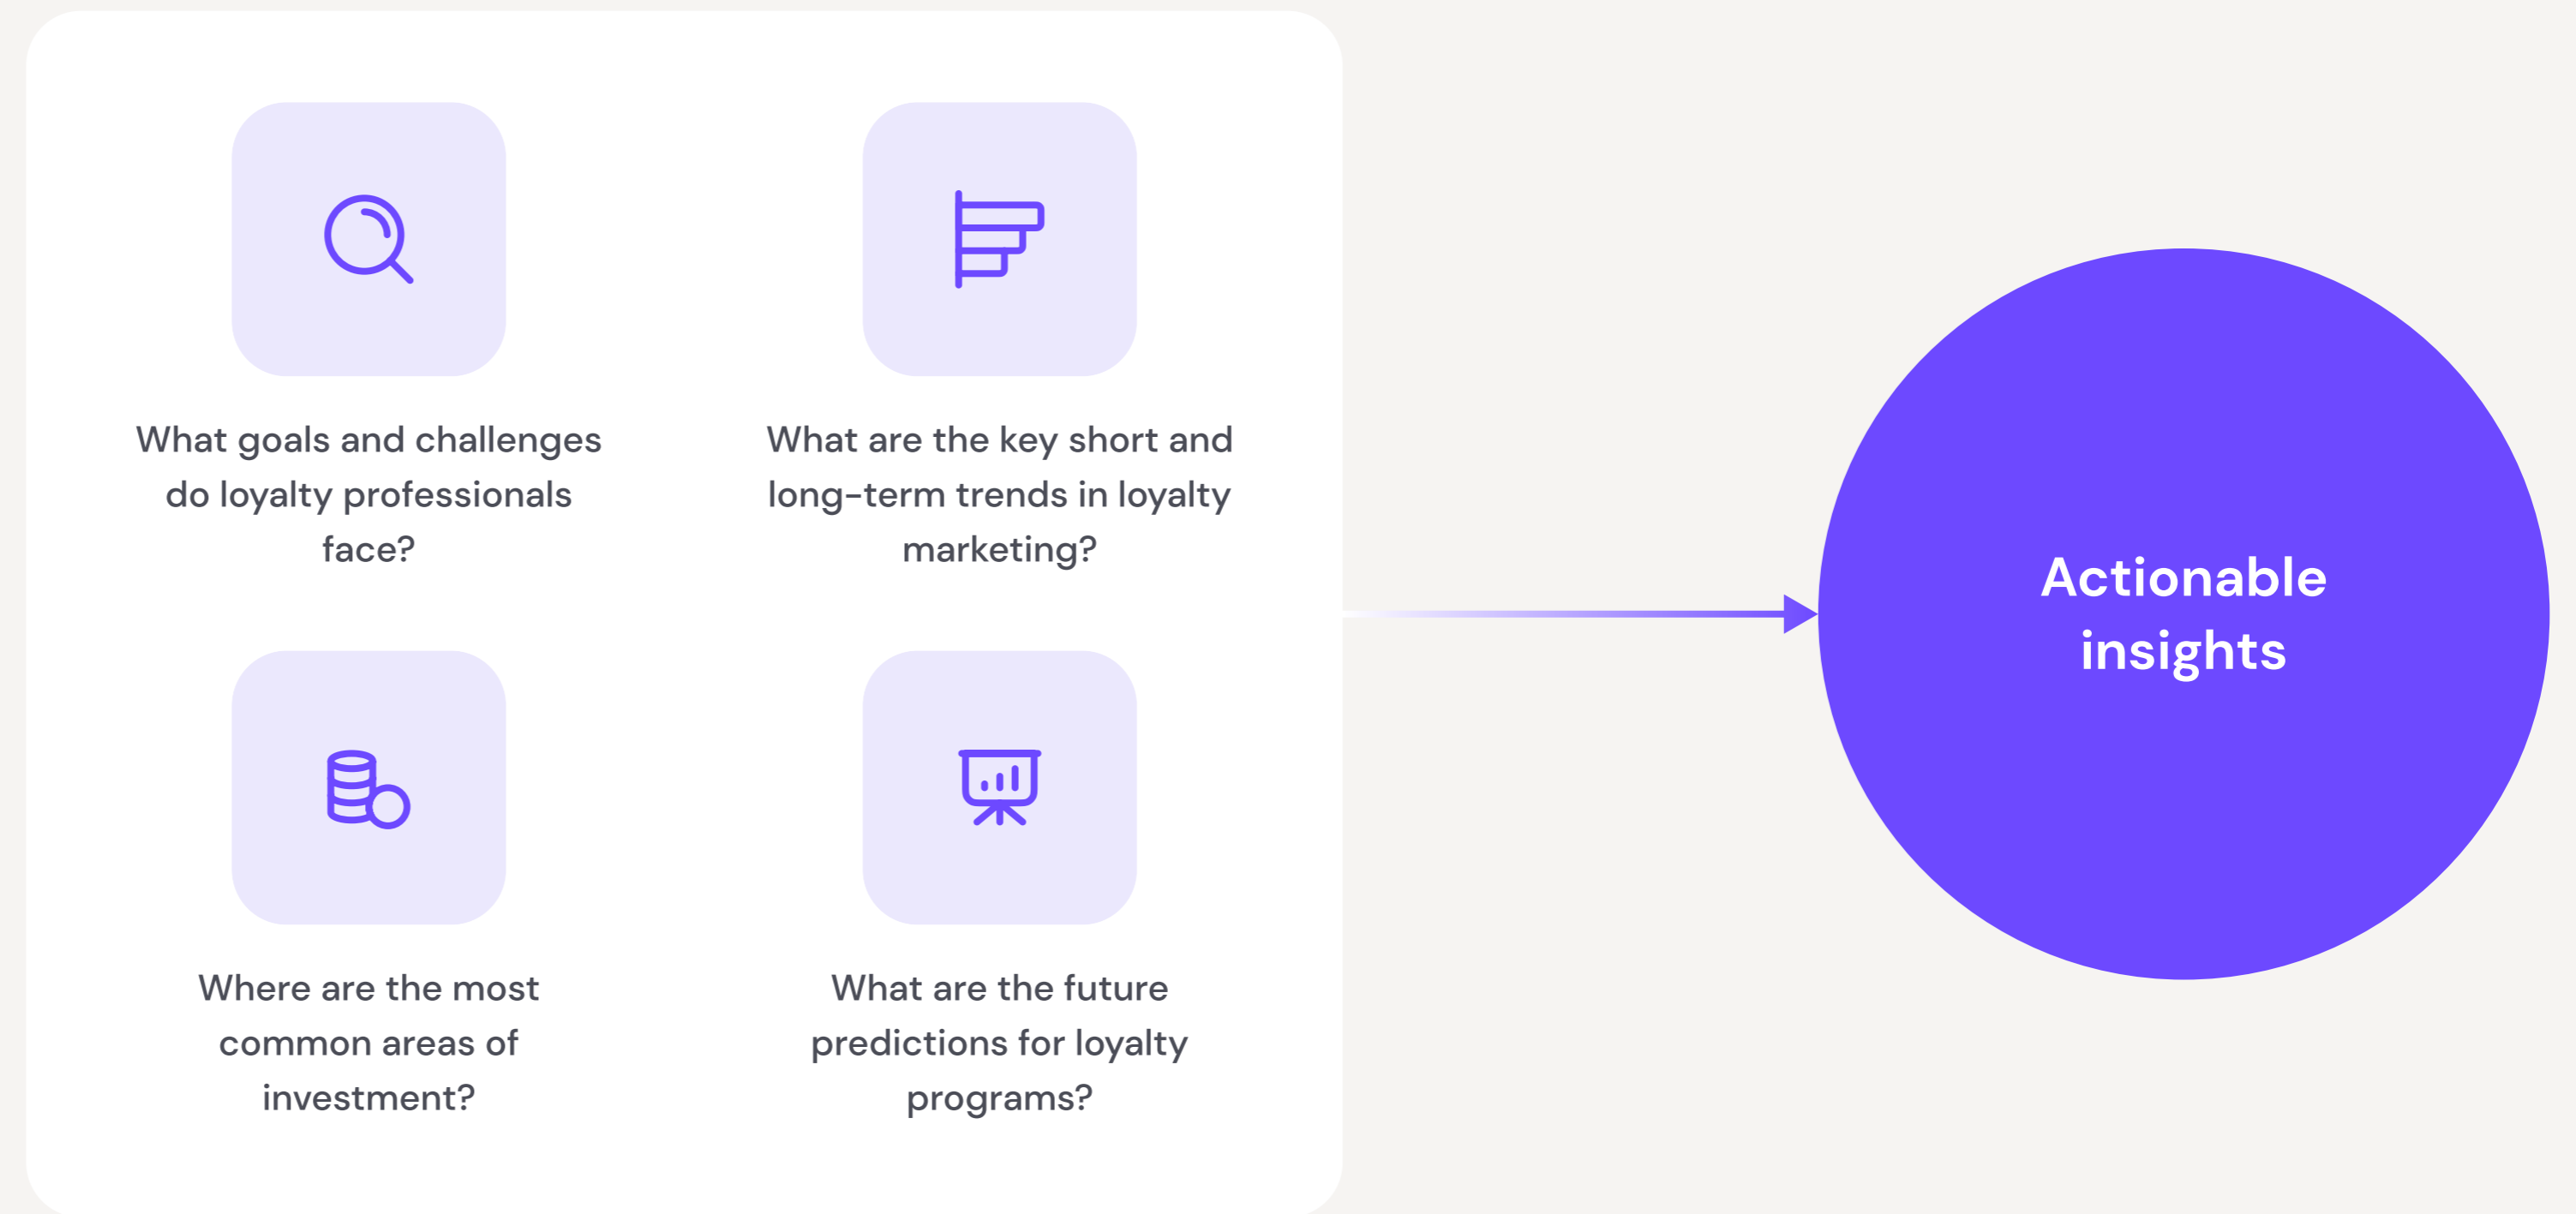 What goals and challenges
do loyalty professionals
face?
What are the key short and
long-term trends in loyalty
marketing?
Where are the most
common areas of
investment?
What are the future
predictions for loyalty
programs?
Actionable
insights